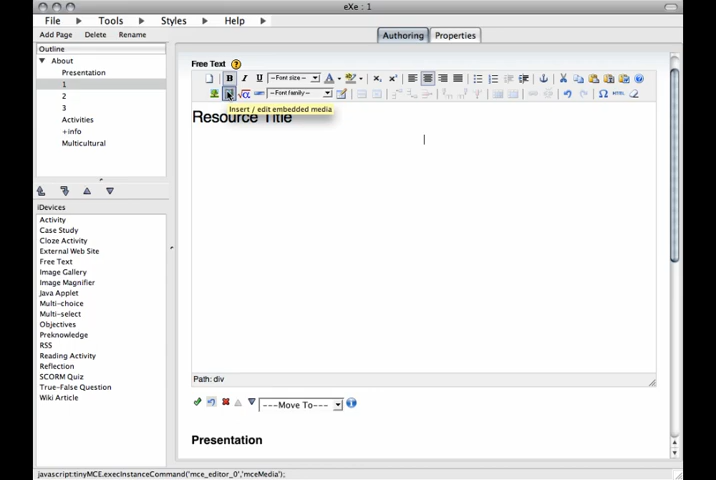 eXe : 1
File Tools Styles Help
Add Page Delete Rename
Authoring Properties
Outline
About
Presentation
1
2
3
Activities
+info
Multicultural
iDevices
Activity
Case Study
Cloze Activity
External Web Site
Free Text
Image Gallery
Image Magnifier
Java Applet
Multi-choice
Multi-select
Objectives
Preknowledge
RSS
Reading Activity
Reflection
SCORM Quiz
True-False Question
Wiki Article
Free Text
B I U --Font size-- A
--Font family-- HTML
Insert / edit embedded media
Resource Title
Path: div
---Move To---
Presentation
javascript:tinyMCE.execInstanceCommand('mce_editor_0','mceMedia');